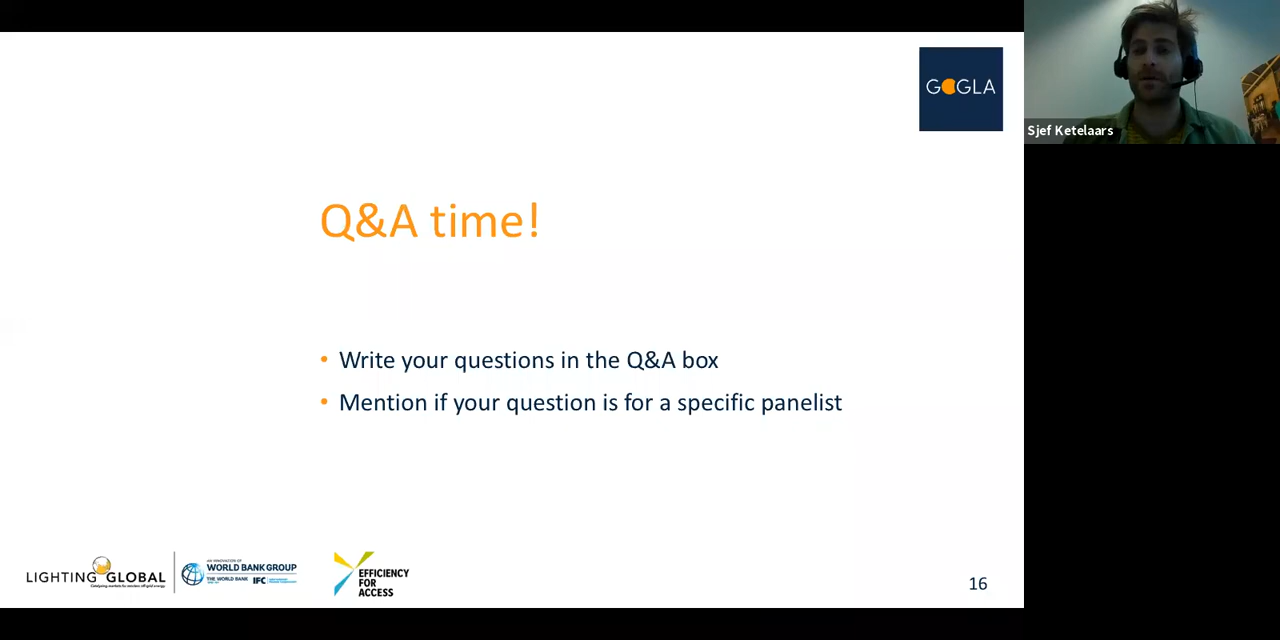 GOGLA
Sjef Ketelaars
Q&A time!
• Write your questions in the Q&A box
• Mention if your question is for a specific panelist
LIGHTING GLOBAL
WORLD BANK GROUP
THE WORLD BANK
IFC
EFFICIENCY
FOR
ACCESS
16